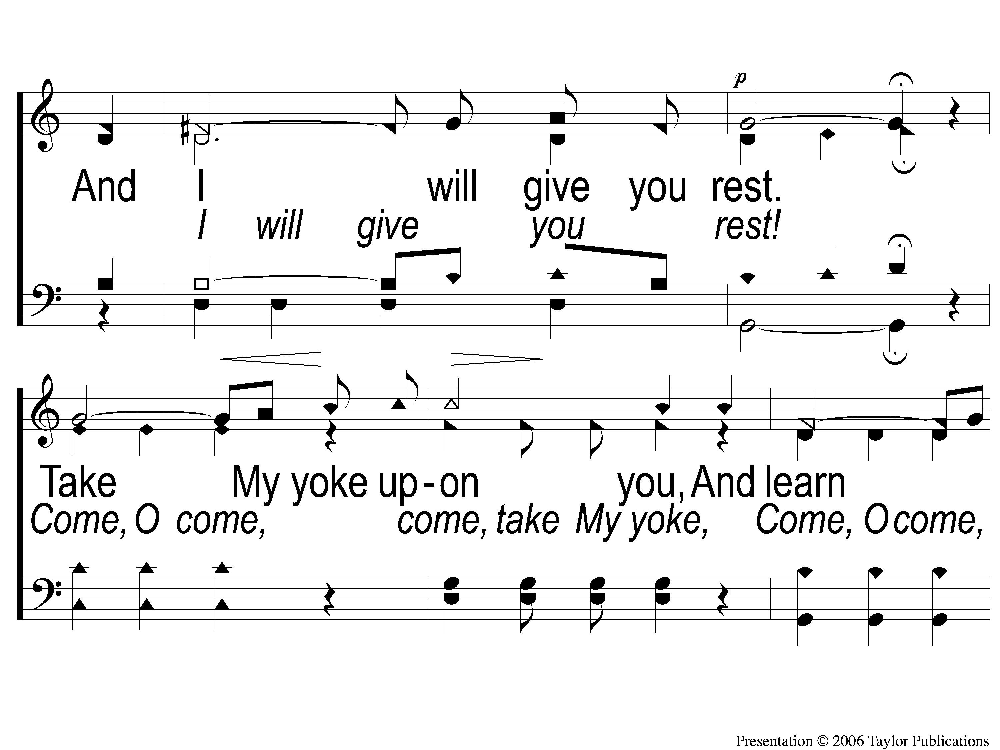 p
And I will give you rest.
I will give you rest!
Take My yoke up-on you, And learn
Come, O come, come, take My yoke, Come, O come,
Presentation © 2006 Taylor Publications